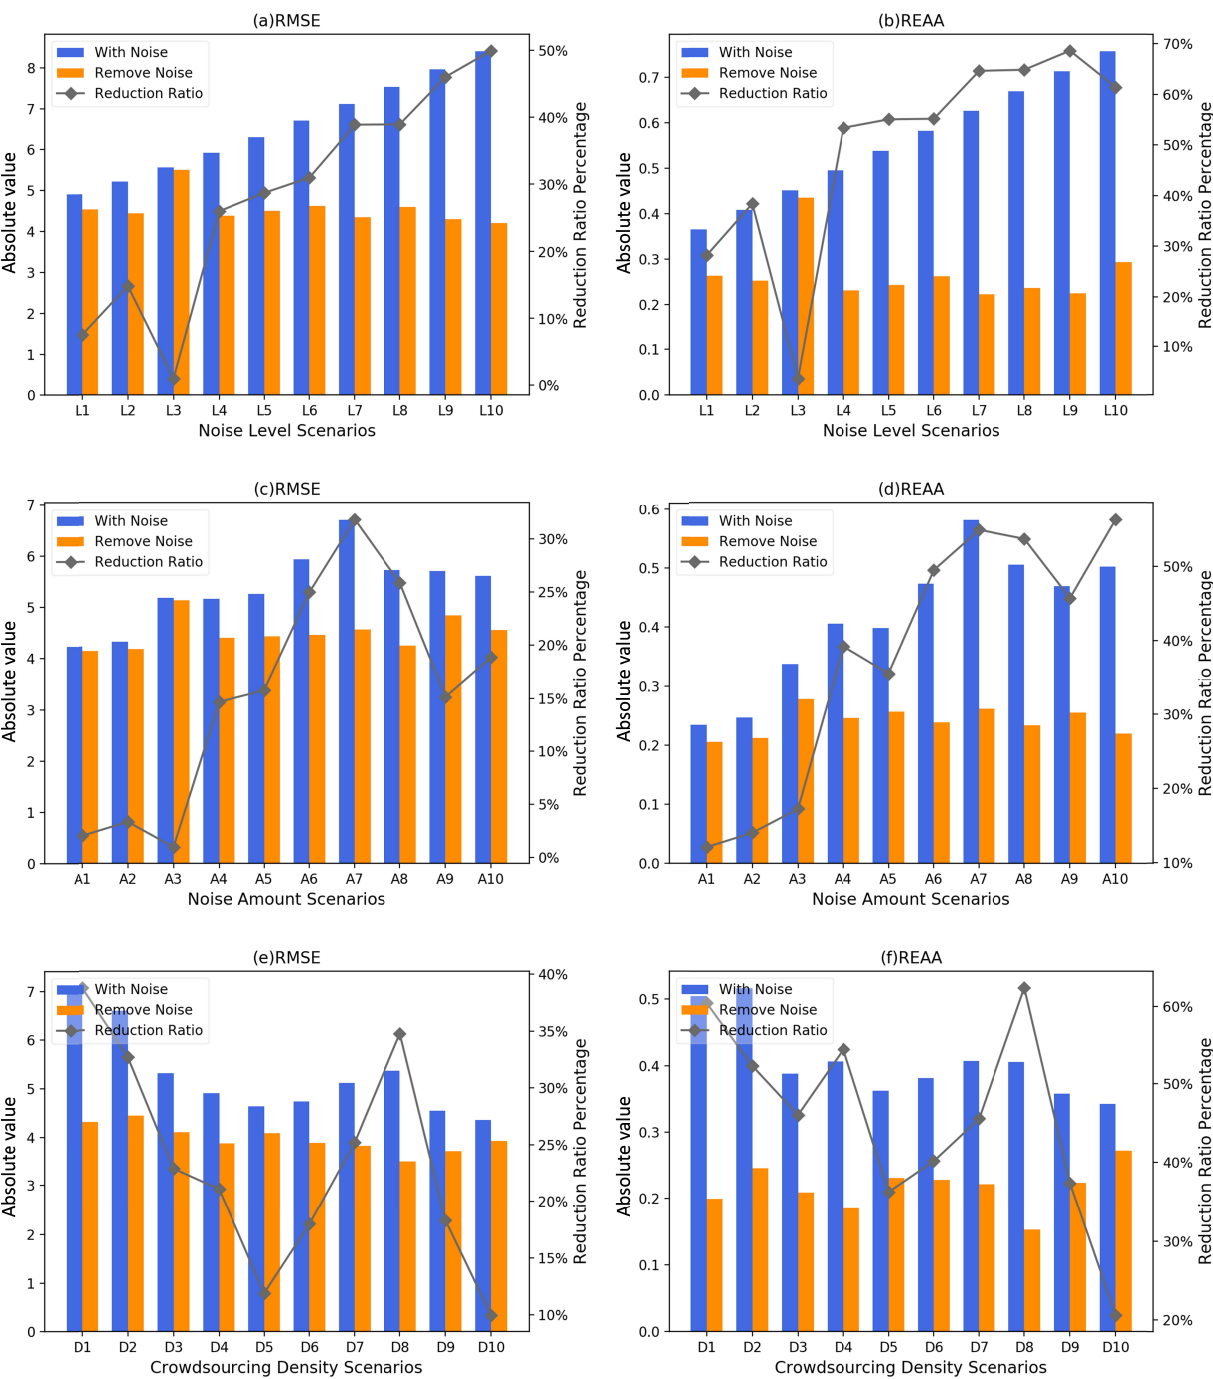 (a)RMSE
With Noise
Remove Noise
Reduction Ratio
Absolute value
0
1
2
3
4
5
6
7
8
0%
10%
20%
30%
40%
50%
Reduction Ratio Percentage
L1 L2 L3 L4 L5 L6 L7 L8 L9 L10
Noise Level Scenarios
(b)REAA
With Noise
Remove Noise
Reduction Ratio
Absolute value
0.0
0.1
0.2
0.3
0.4
0.5
0.6
0.7
10%
20%
30%
40%
50%
60%
70%
Reduction Ratio Percentage
L1 L2 L3 L4 L5 L6 L7 L8 L9 L10
Noise Level Scenarios
(c)RMSE
With Noise
Remove Noise
Reduction Ratio
Absolute value
0
1
2
3
4
5
6
7
0%
5%
10%
15%
20%
25%
30%
Reduction Ratio Percentage
A1 A2 A3 A4 A5 A6 A7 A8 A9 A10
Noise Amount Scenarios
(d)REAA
With Noise
Remove Noise
Reduction Ratio
Absolute value
0.0
0.1
0.2
0.3
0.4
0.5
0.6
10%
20%
30%
40%
50%
Reduction Ratio Percentage
A1 A2 A3 A4 A5 A6 A7 A8 A9 A10
Noise Amount Scenarios
(e)RMSE
With Noise
Remove Noise
Reduction Ratio
Absolute value
0
1
2
3
4
5
6
7
10%
15%
20%
25%
30%
35%
40%
Reduction Ratio Percentage
D1 D2 D3 D4 D5 D6 D7 D8 D9 D10
Crowdsourcing Density Scenarios
(f)REAA
With Noise
Remove Noise
Reduction Ratio
Absolute value
0.0
0.1
0.2
0.3
0.4
0.5
20%
30%
40%
50%
60%
Reduction Ratio Percentage
D1 D2 D3 D4 D5 D6 D7 D8 D9 D10
Crowdsourcing Density Scenarios